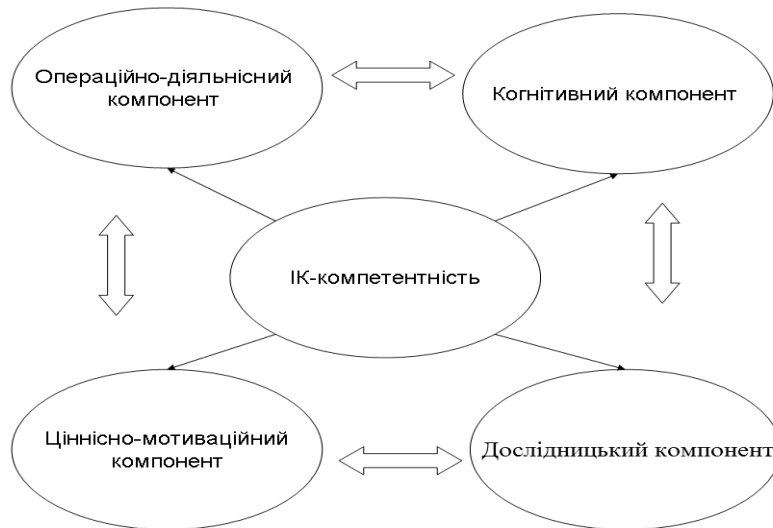 Операційно-діяльнісний
компонент
Когнітивний компонент
ІК-компетентність
Ціннісно-мотиваційний
компонент
Дослідницький компонент